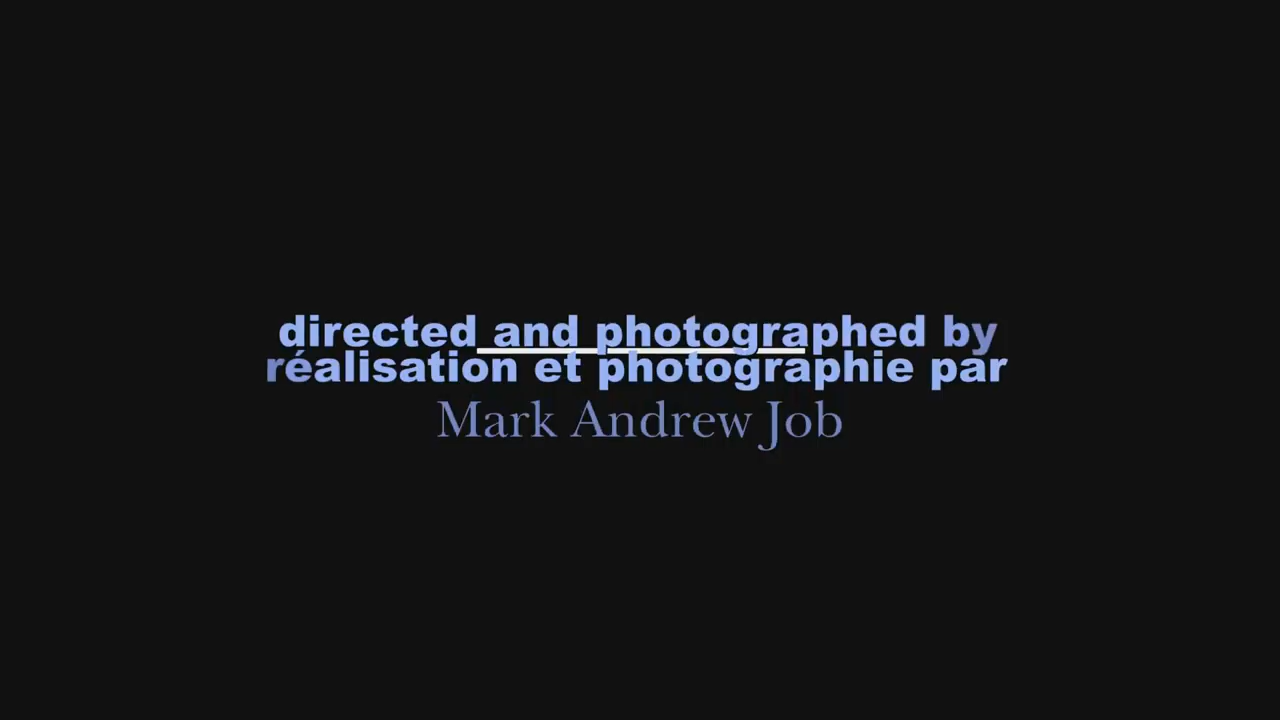 directed and photographed by
réalisation et photographie par
Mark Andrew Job